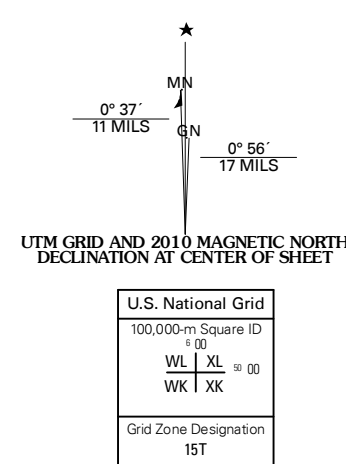 ★
MN
0° 37´
11 MILS
GN
0° 56´
17 MILS
UTM GRID AND 2010 MAGNETIC NORTH
DECLINATION AT CENTER OF SHEET
U.S. National Grid
100,000-m Square ID
6 00
WL XL 50 00
WK XK
Grid Zone Designation
15T